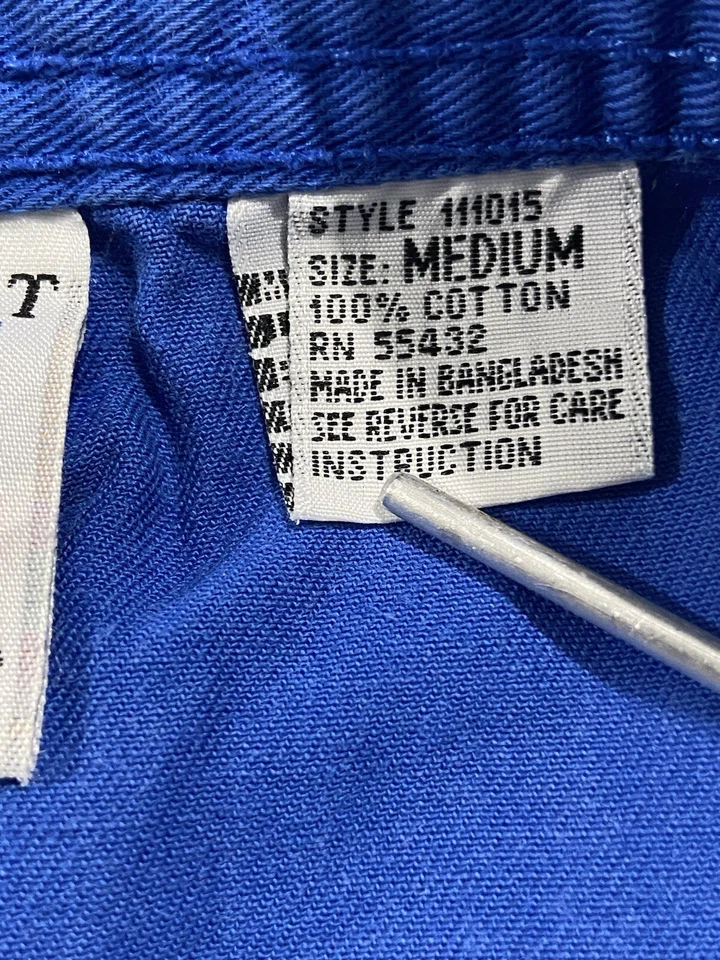 T
STYLE 111015
SIZE: MEDIUM
100% COTTON
RN 55432
MADE IN BANGLADESH
SEE REVERSE FOR CARE
INSTRUCTION